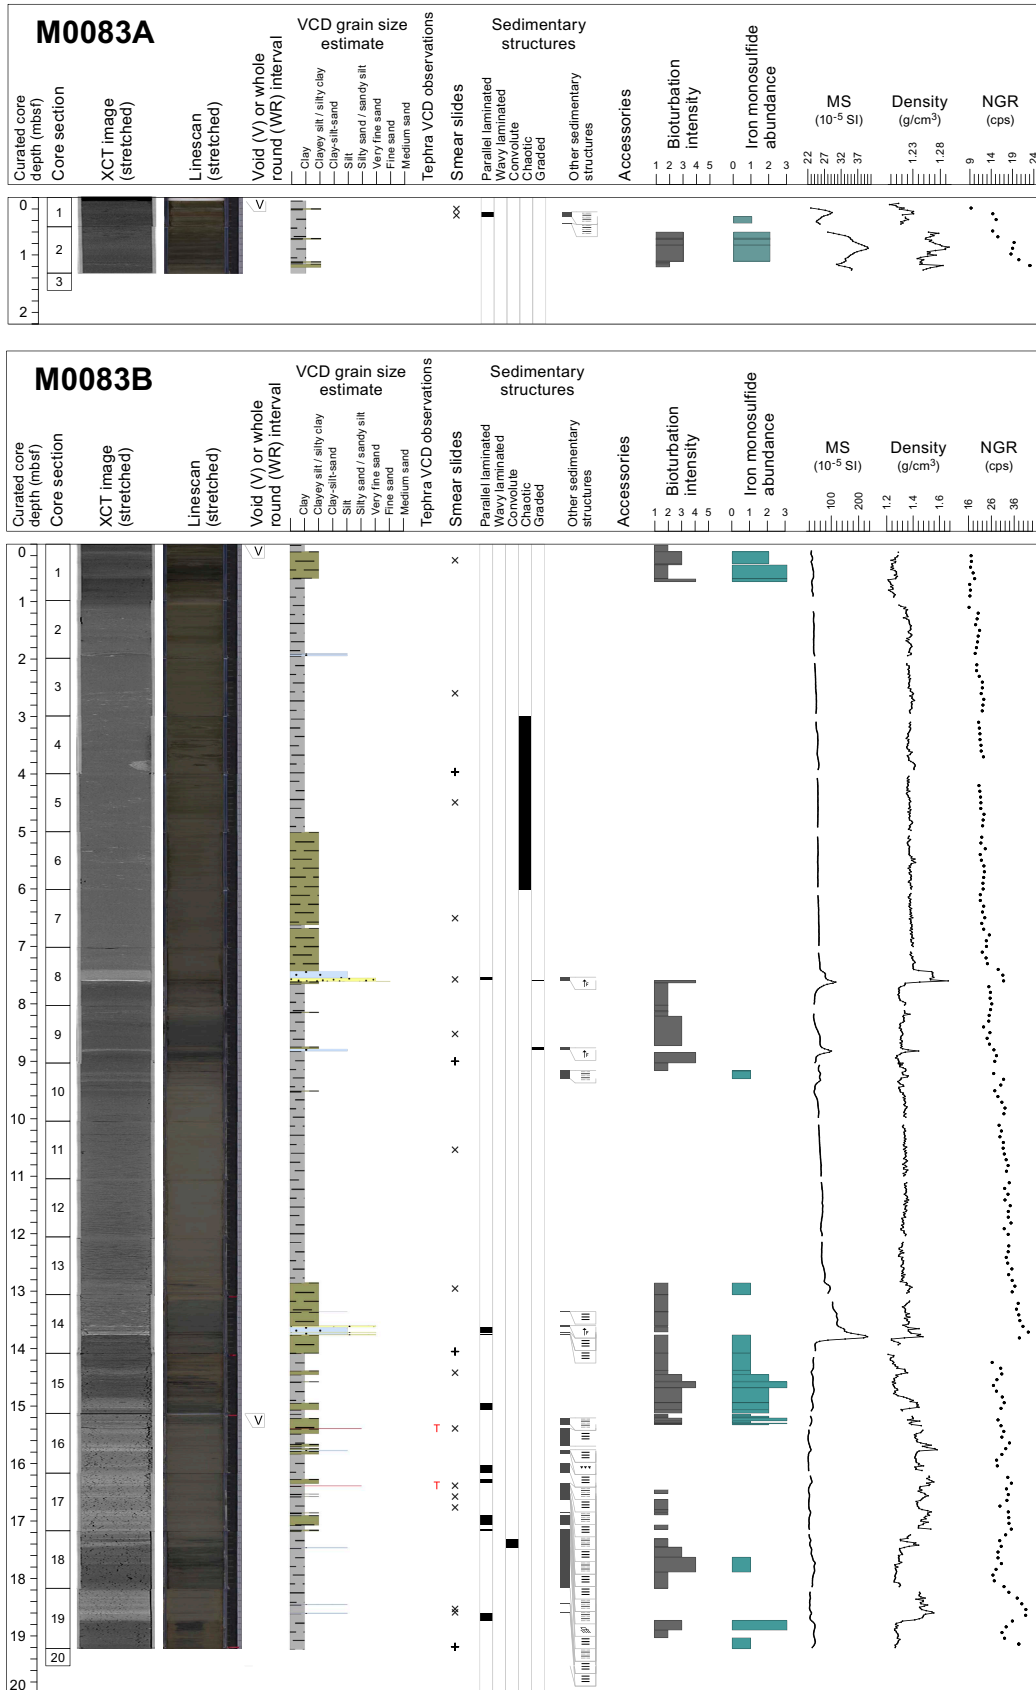 M0083A
Curated core depth (mbsf)
Core section
XCT image (stretched)
Linescan (stretched)
Void (V) or whole round (WR) interval
VCD grain size estimate
Clay
Clayey silt / silty clay
Clay-silt-sand
Silt
Silty sand / sandy silt
Very fine sand
Fine sand
Medium sand
Tephra VCD observations
Smear slides
Sedimentary structures
Parallel laminated
Wavy laminated
Convolute
Chaotic
Graded
Other sedimentary structures
Accessories
Bioturbation intensity
1 2 3 4 5
Iron monosulfide abundance
0 1 2 3
MS (10⁻⁵ SI)
22 27 32 37
Density (g/cm³)
1.23 1.28
NGR (cps)
9 14 19 24
0
1
2
1
2
3
V
M0083B
Curated core depth (mbsf)
Core section
XCT image (stretched)
Linescan (stretched)
Void (V) or whole round (WR) interval
VCD grain size estimate
Clay
Clayey silt / silty clay
Clay-silt-sand
Silt
Silty sand / sandy silt
Very fine sand
Fine sand
Medium sand
Tephra VCD observations
Smear slides
Sedimentary structures
Parallel laminated
Wavy laminated
Convolute
Chaotic
Graded
Other sedimentary structures
Accessories
Bioturbation intensity
1 2 3 4 5
Iron monosulfide abundance
0 1 2 3
MS (10⁻⁵ SI)
100 200
Density (g/cm³)
1.2 1.4 1.6
NGR (cps)
16 26 36
0
1
2
3
4
5
6
7
8
9
10
11
12
13
14
15
16
17
18
19
20
1
2
3
4
5
6
7
8
9
10
11
12
13
14
15
16
17
18
19
20
V
V
T
T